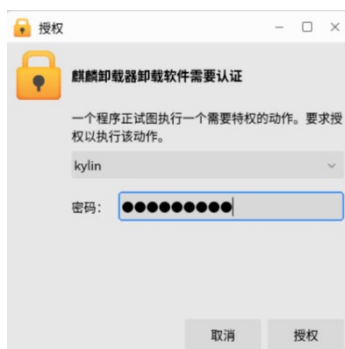 授权
麒麟卸载器卸载软件需要认证
一个程序正试图执行一个需要特权的动作。要求授
权以执行该动作。
kylin
密码: ●●●●●●●●●
取消 授权